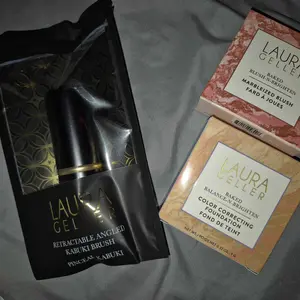 LAURA
GELLER
RETRACTABLE ANGLED
KABUKI BRUSH
PINCEAU KABUKI
LAURA
GELLER
BAKED
BLUSH-N-BRIGHTEN
MARBLEIZED BLUSH
FARD À JOUES
LAURA
GELLER
BAKED
BALANCE-N-BRIGHTEN
COLOR CORRECTING
FOUNDATION
FOND DE TEINT